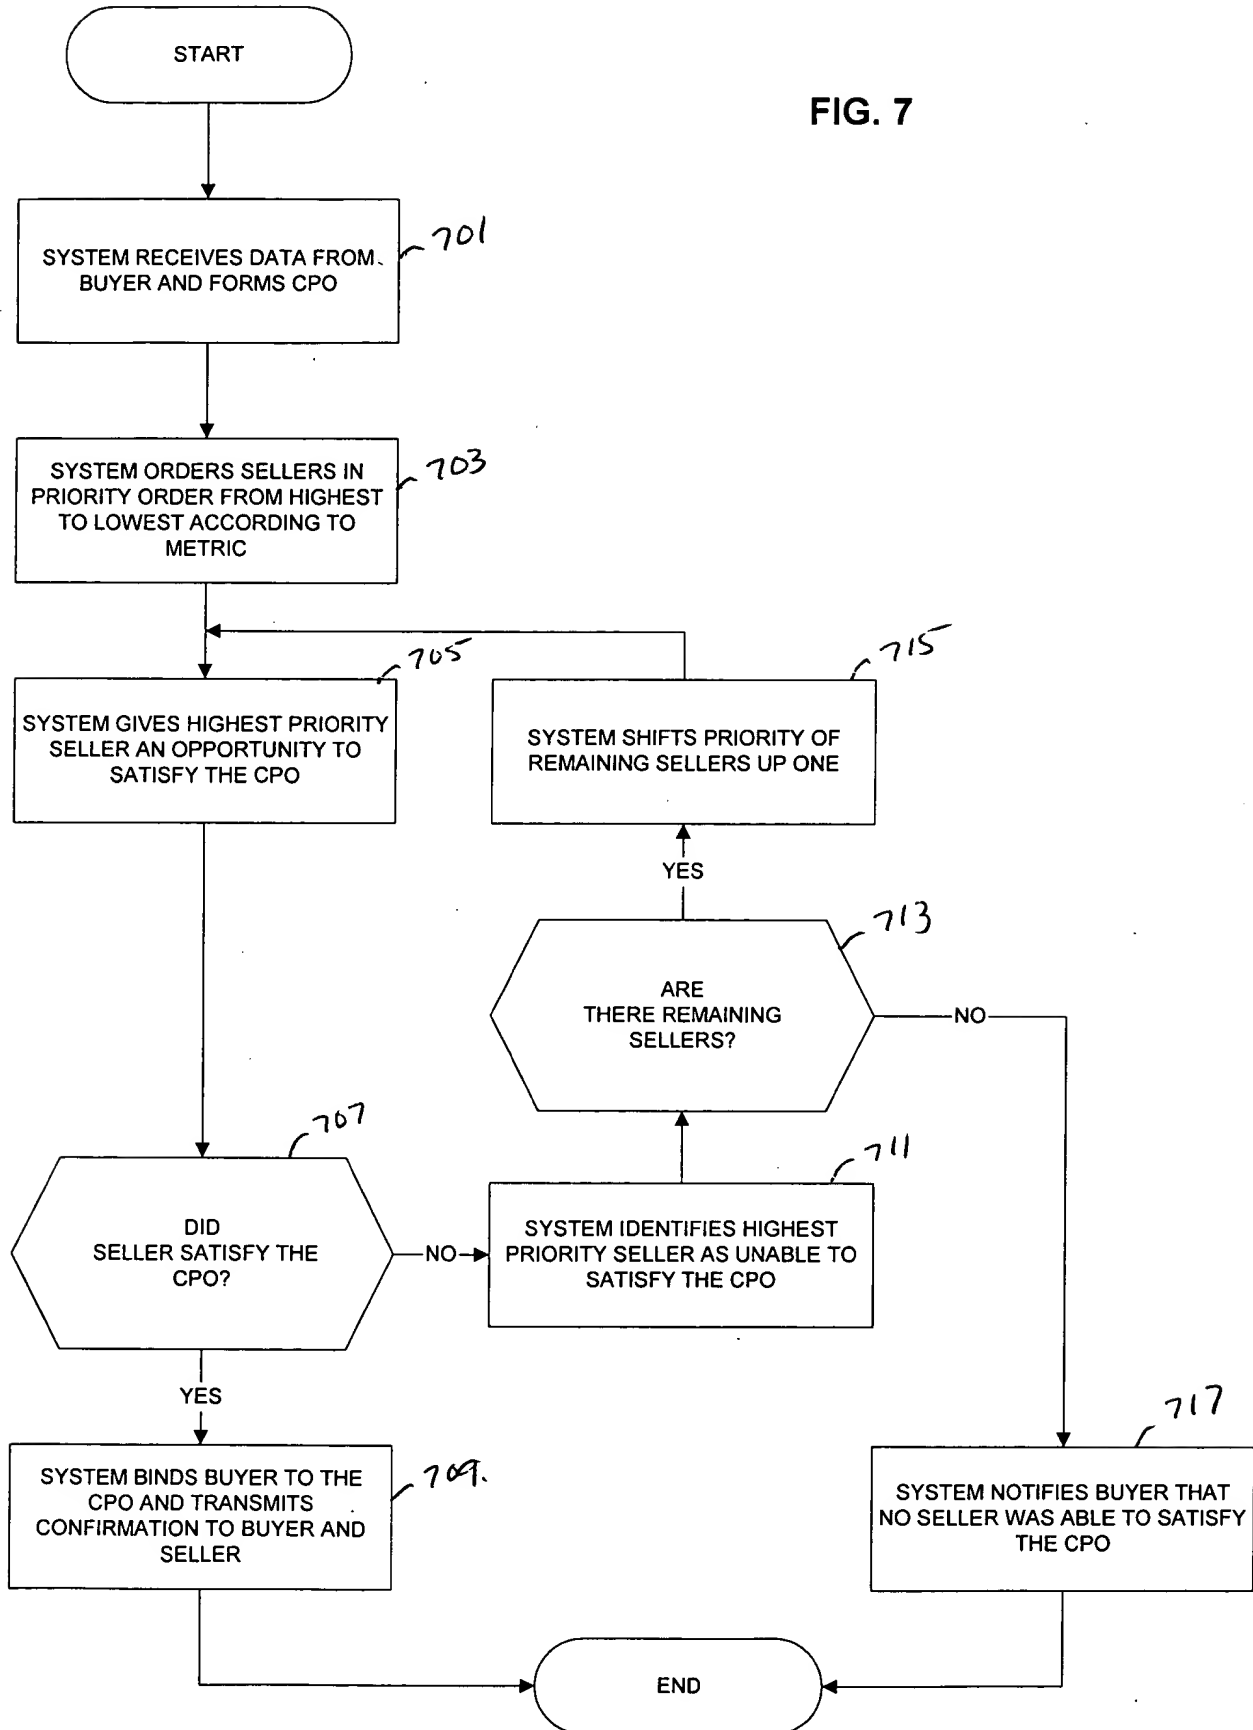 START
FIG. 7
SYSTEM RECEIVES DATA FROM
BUYER AND FORMS CPO
701
SYSTEM ORDERS SELLERS IN
PRIORITY ORDER FROM HIGHEST
TO LOWEST ACCORDING TO
METRIC
703
705
715
SYSTEM GIVES HIGHEST PRIORITY
SELLER AN OPPORTUNITY TO
SATISFY THE CPO
SYSTEM SHIFTS PRIORITY OF
REMAINING SELLERS UP ONE
YES
713
ARE
THERE REMAINING
SELLERS?
NO
707
711
DID
SELLER SATISFY THE
CPO?
NO
SYSTEM IDENTIFIES HIGHEST
PRIORITY SELLER AS UNABLE TO
SATISFY THE CPO
YES
717
SYSTEM BINDS BUYER TO THE
CPO AND TRANSMITS
CONFIRMATION TO BUYER AND
SELLER
709.
SYSTEM NOTIFIES BUYER THAT
NO SELLER WAS ABLE TO SATISFY
THE CPO
END